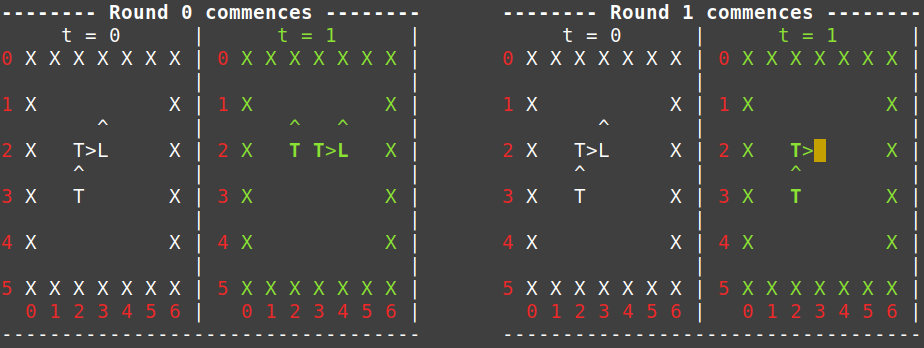 -------- Round 0 commences --------
     t = 0      |      t = 1      |
0 X X X X X X X | 0 X X X X X X X |
                |                 |
1 X           X | 1 X           X |
        ^       |       ^   ^     |
2 X   T>L     X | 2 X   T T>L   X |
      ^         |                 |
3 X   T       X | 3 X           X |
                |                 |
4 X           X | 4 X           X |
                |                 |
5 X X X X X X X | 5 X X X X X X X |
  0 1 2 3 4 5 6 |   0 1 2 3 4 5 6 |
-----------------------------------
-------- Round 1 commences --------
     t = 0      |      t = 1      |
0 X X X X X X X | 0 X X X X X X X |
                |                 |
1 X           X | 1 X           X |
        ^       |                 |
2 X   T>L     X | 2 X   T>      X |
      ^         |       ^         |
3 X   T       X | 3 X   T       X |
                |                 |
4 X           X | 4 X           X |
                |                 |
5 X X X X X X X | 5 X X X X X X X |
  0 1 2 3 4 5 6 |   0 1 2 3 4 5 6 |
-----------------------------------